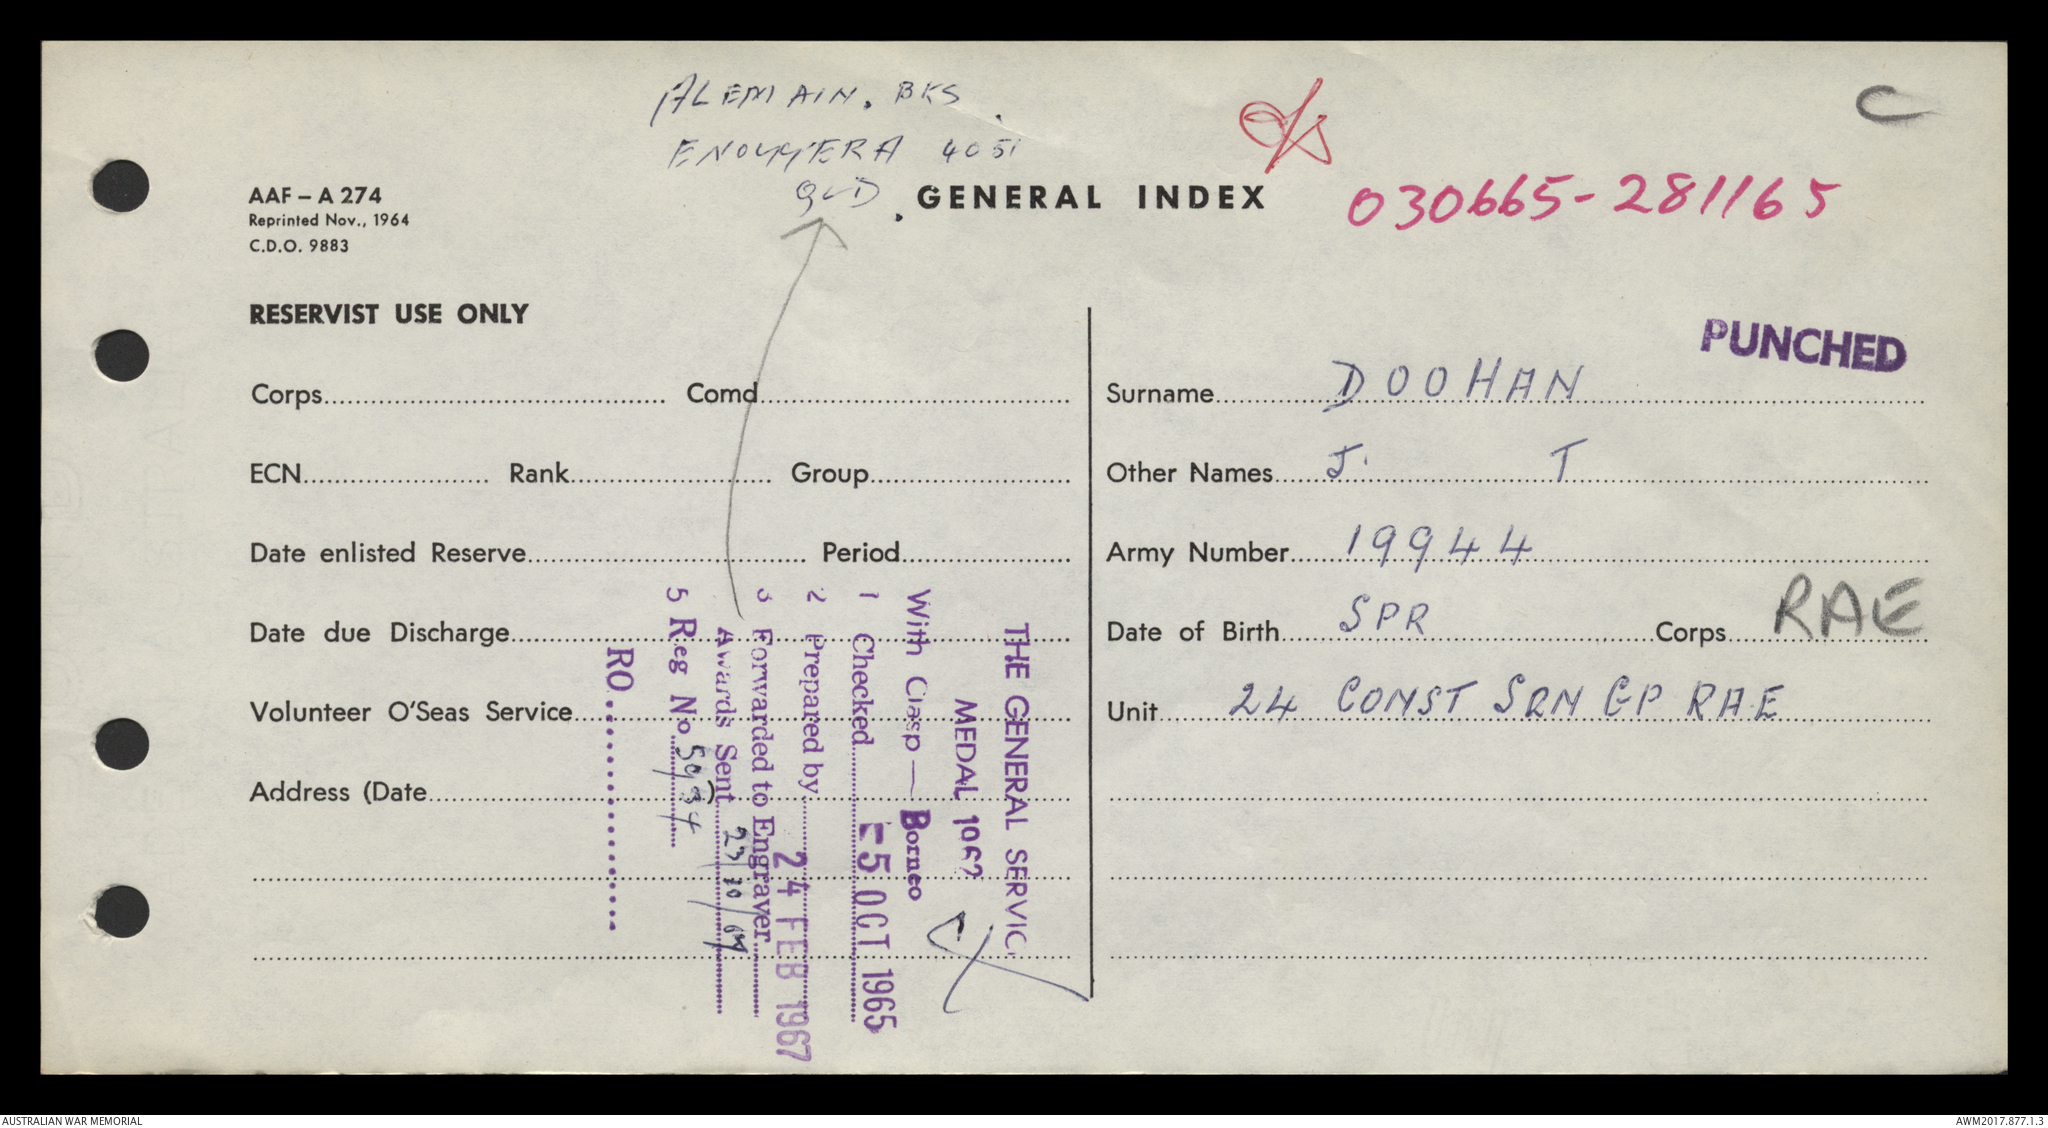 ALEMAIN. BKS
ENOGGERA 4051
QLD
C
AAF – A 274
Reprinted Nov., 1964
C.D.O. 9883
GENERAL INDEX
030665-281165
RESERVIST USE ONLY
PUNCHED
Corps Comd
ECN Rank Group
Date enlisted Reserve Period
Date due Discharge
Volunteer O'Seas Service
Address (Date
Surname DOOHAN
Other Names J. T
Army Number 19944
Date of Birth SPR Corps RAE
Unit 24 CONST SQN GP RAE
THE GENERAL SERVIC
MEDAL 1962
With Clasp — Borneo
1 Checked -5 OCT 1965
2 Prepared by 24 FEB 1967
3 Forwarded to Engraver
Awards Sent 23/10/67
5 Reg No
RO
AUSTRALIAN WAR MEMORIAL
AWM2017.877.1.3